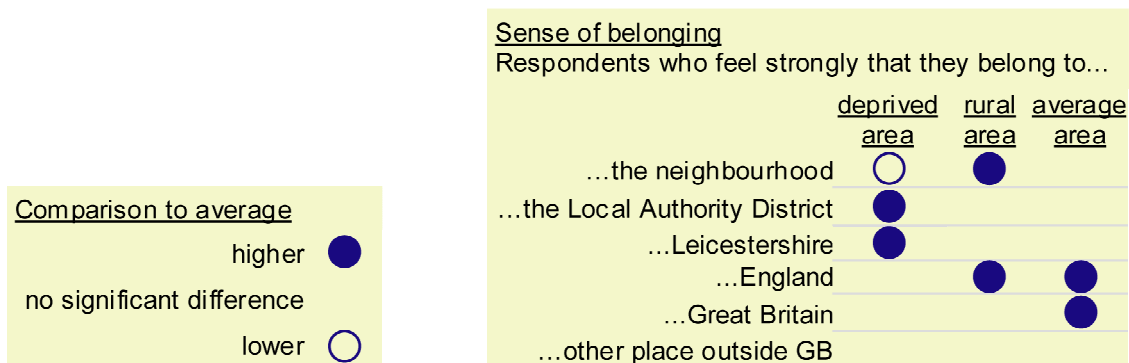 Sense of belonging
Respondents who feel strongly that they belong to…
deprived area
rural area
average area
…the neighbourhood
…the Local Authority District
…Leicestershire
…England
…Great Britain
…other place outside GB
Comparison to average
higher
no significant difference
lower